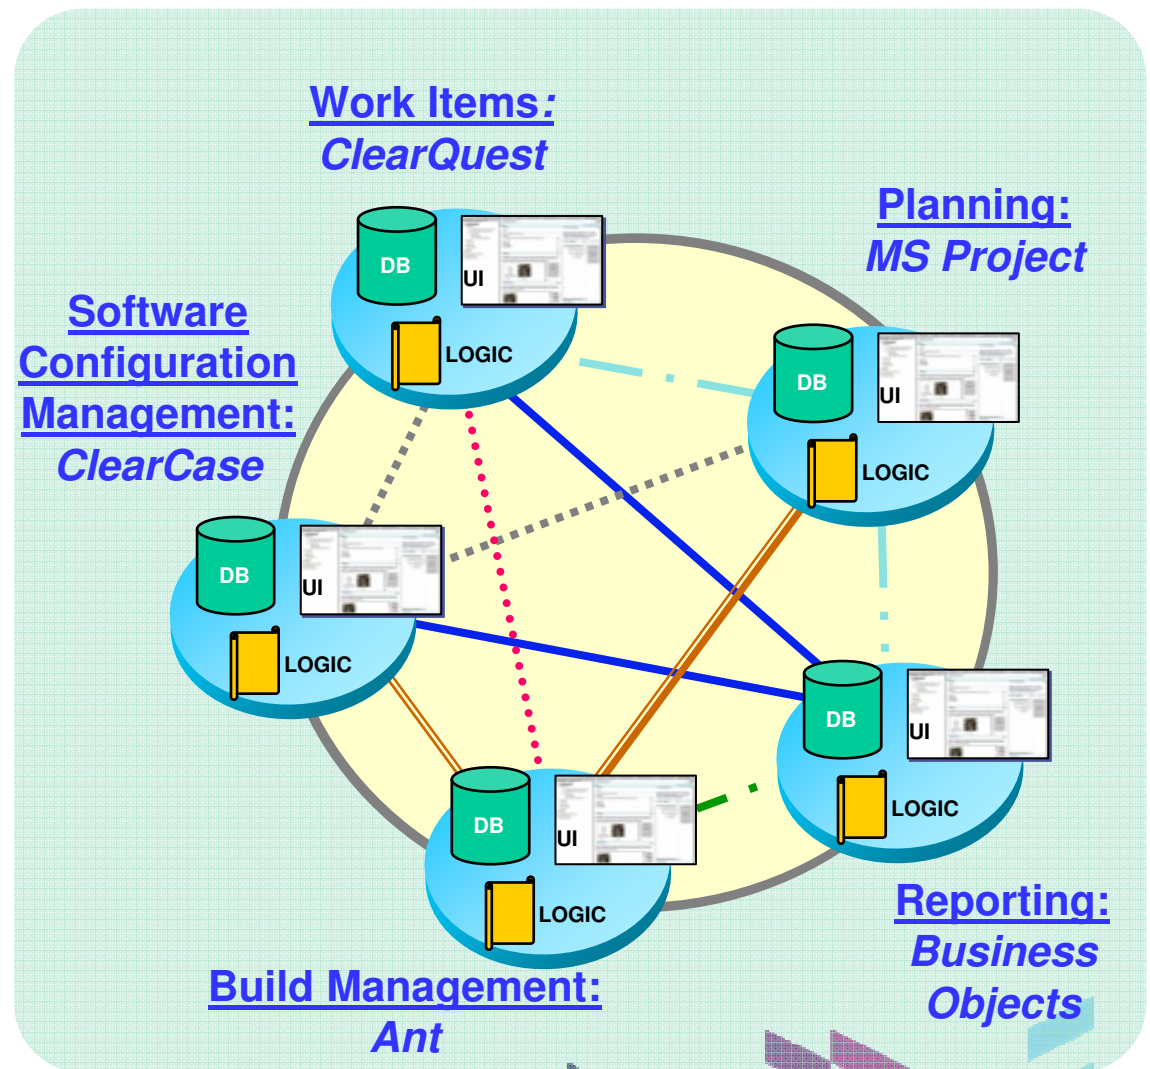 Work Items:
ClearQuest
Planning:
MS Project
Software
Configuration
Management:
ClearCase
DB
UI
LOGIC
DB
UI
LOGIC
DB
UI
LOGIC
DB
UI
LOGIC
DB
UI
LOGIC
Reporting:
Business
Objects
Build Management:
Ant